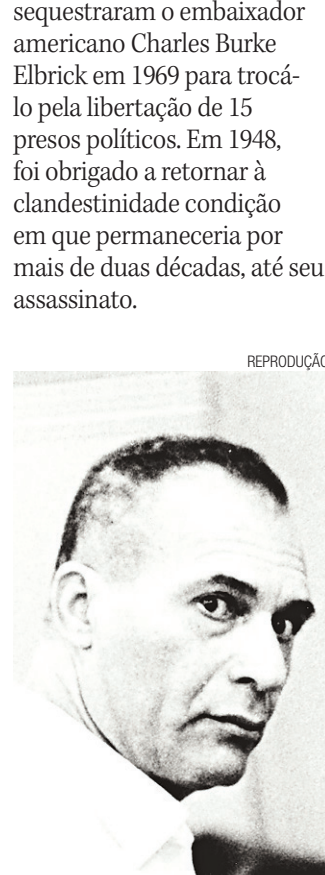 sequestraram o embaixador
americano Charles Burke
Elbrick em 1969 para trocá-
lo pela libertação de 15
presos políticos. Em 1948,
foi obrigado a retornar à
clandestinidade condição
em que permaneceria por
mais de duas décadas, até seu
assassinato.
REPRODUÇÃO